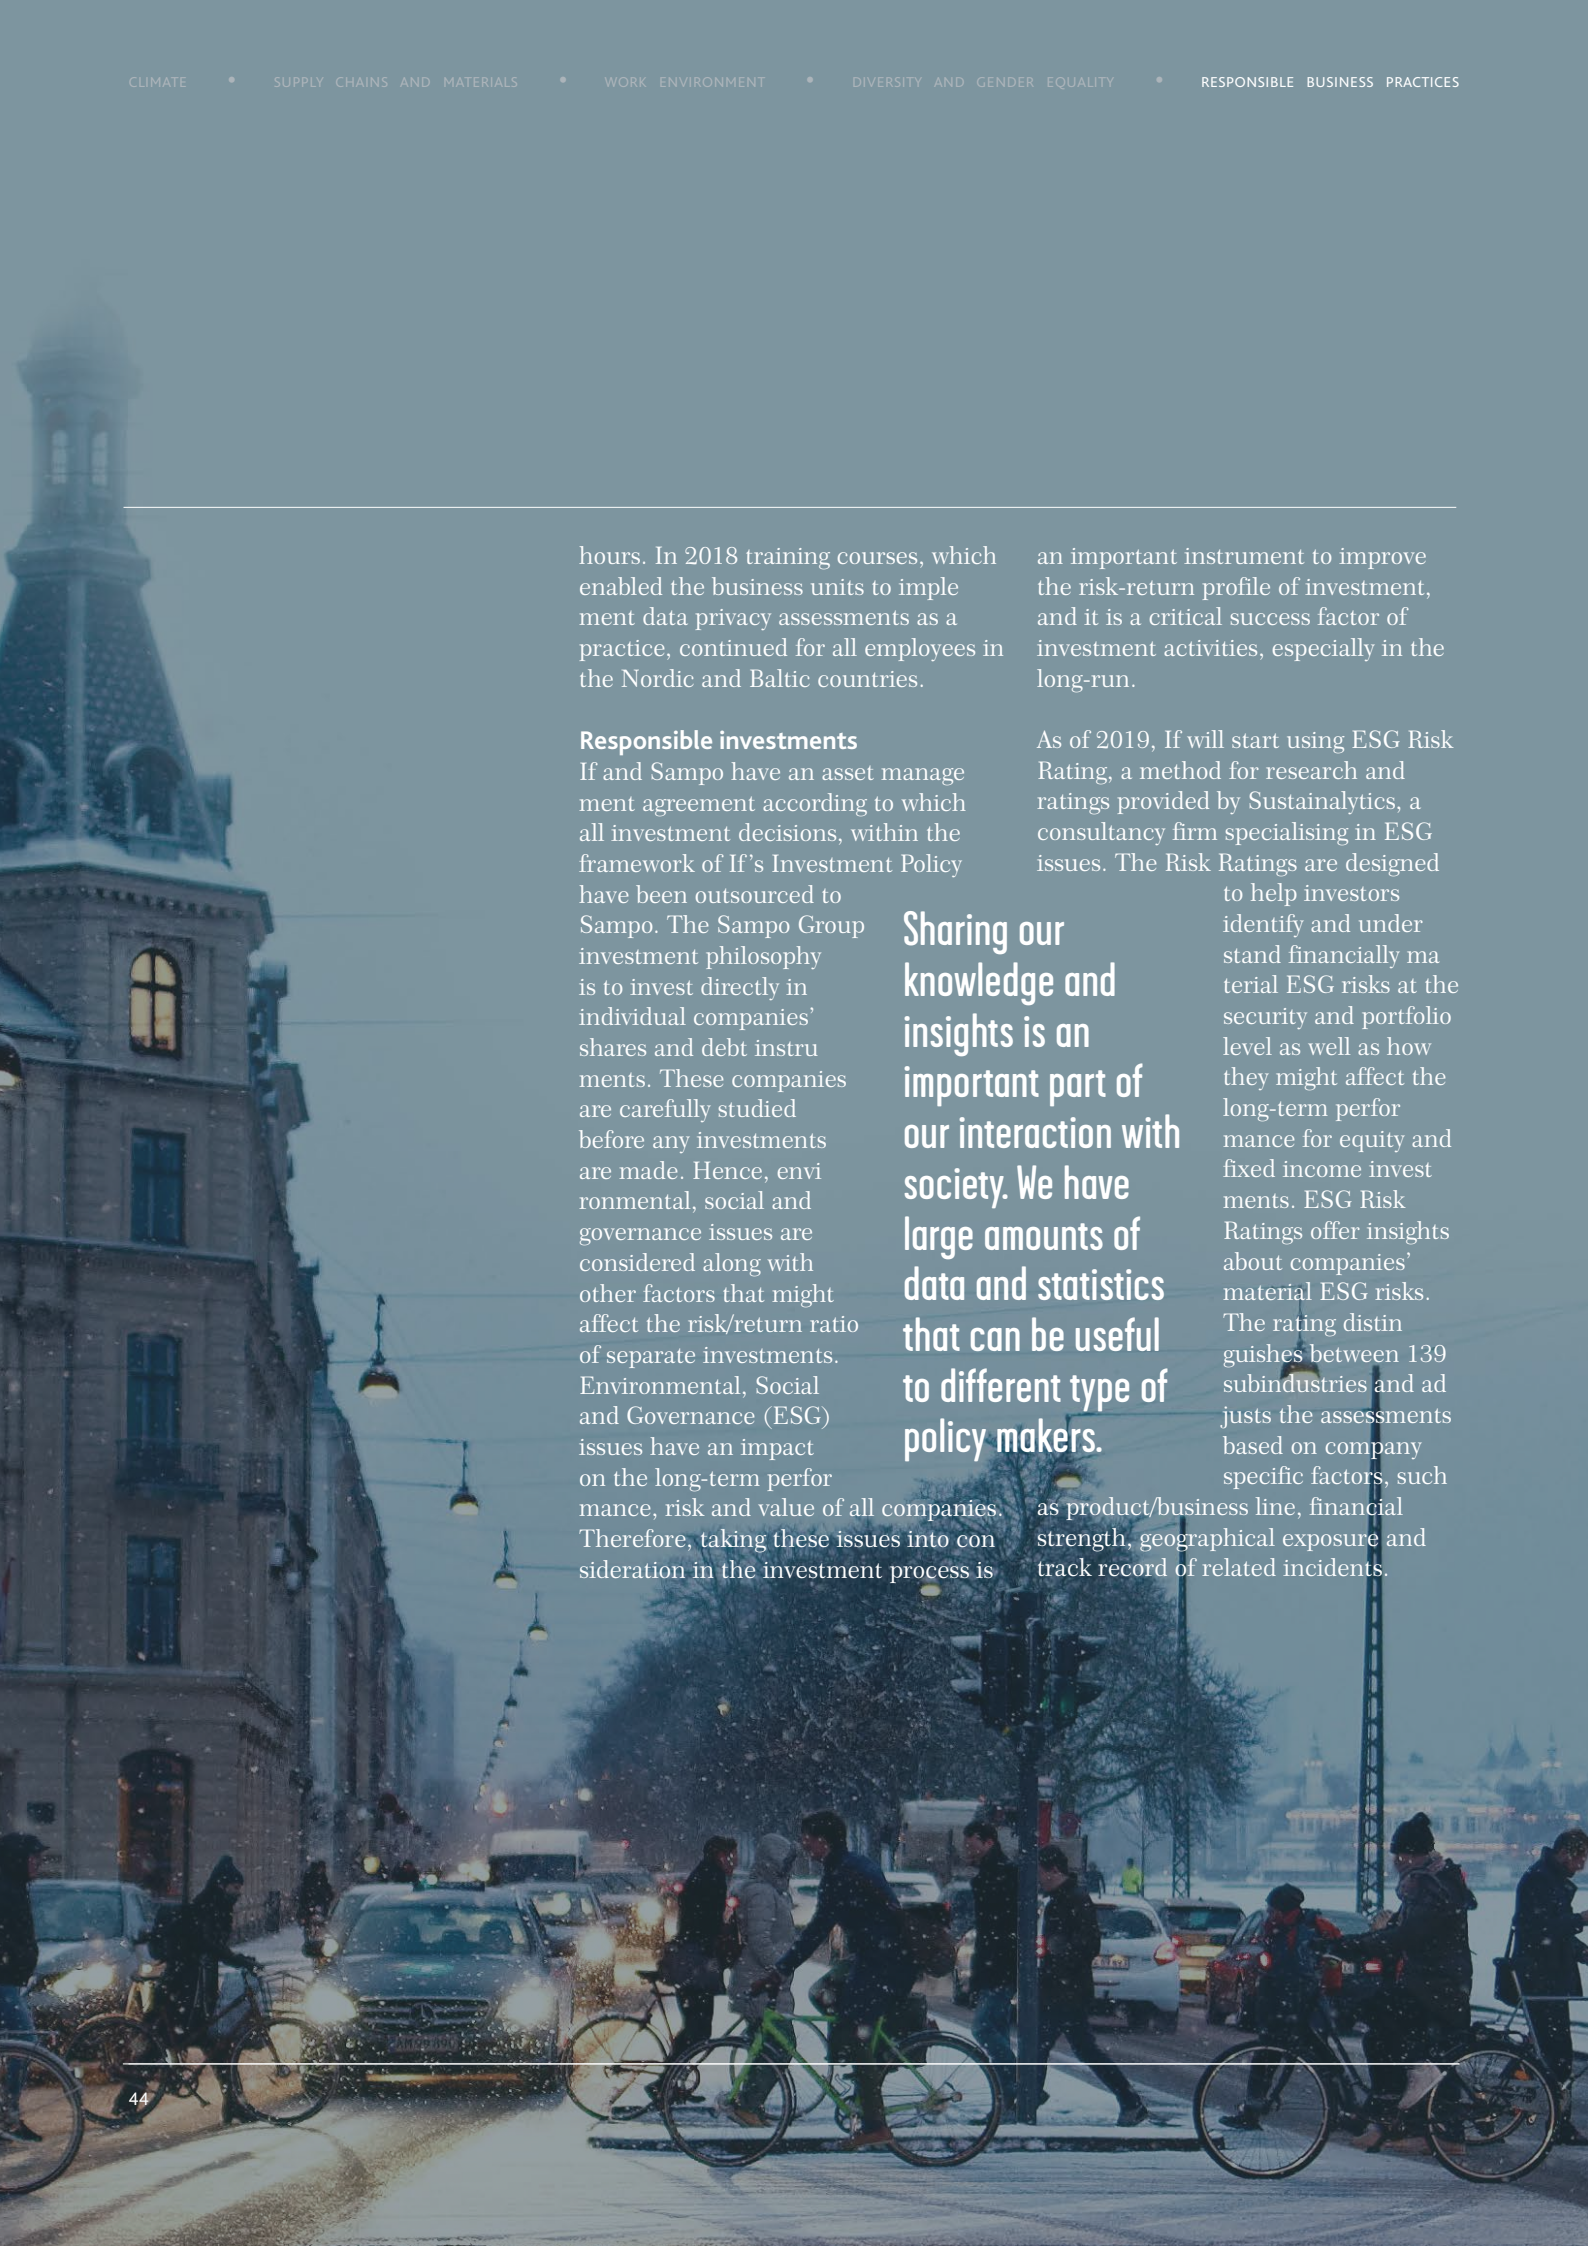 CLIMATE • SUPPLY CHAINS AND MATERIALS • WORK ENVIRONMENT • DIVERSITY AND GENDER EQUALITY • RESPONSIBLE BUSINESS PRACTICES
hours. In 2018 training courses, which
enabled the business units to imple
ment data privacy assessments as a
practice, continued for all employees in
the Nordic and Baltic countries.
Responsible investments
If and Sampo have an asset manage
ment agreement according to which
all investment decisions, within the
framework of If's Investment Policy
have been outsourced to
Sampo. The Sampo Group
investment philosophy
is to invest directly in
individual companies’
shares and debt instru
ments. These companies
are carefully studied
before any investments
are made. Hence, envi
ronmental, social and
governance issues are
considered along with
other factors that might
affect the risk/return ratio
of separate investments.
Environmental, Social
and Governance (ESG)
issues have an impact
on the long-term perfor
mance, risk and value of all companies.
Therefore, taking these issues into con
sideration in the investment process is
an important instrument to improve
the risk-return profile of investment,
and it is a critical success factor of
investment activities, especially in the
long-run.
As of 2019, If will start using ESG Risk
Rating, a method for research and
ratings provided by Sustainalytics, a
consultancy firm specialising in ESG
issues. The Risk Ratings are designed
to help investors
identify and under
stand financially ma
terial ESG risks at the
security and portfolio
level as well as how
they might affect the
long-term perfor
mance for equity and
fixed income invest
ments. ESG Risk
Ratings offer insights
about companies’
material ESG risks.
The rating distin
guishes between 139
subindustries and ad
justs the assessments
based on company
specific factors, such
as product/business line, financial
strength, geographical exposure and
track record of related incidents.
Sharing our
knowledge and
insights is an
important part of
our interaction with
society. We have
large amounts of
data and statistics
that can be useful
to different type of
policy makers.
44